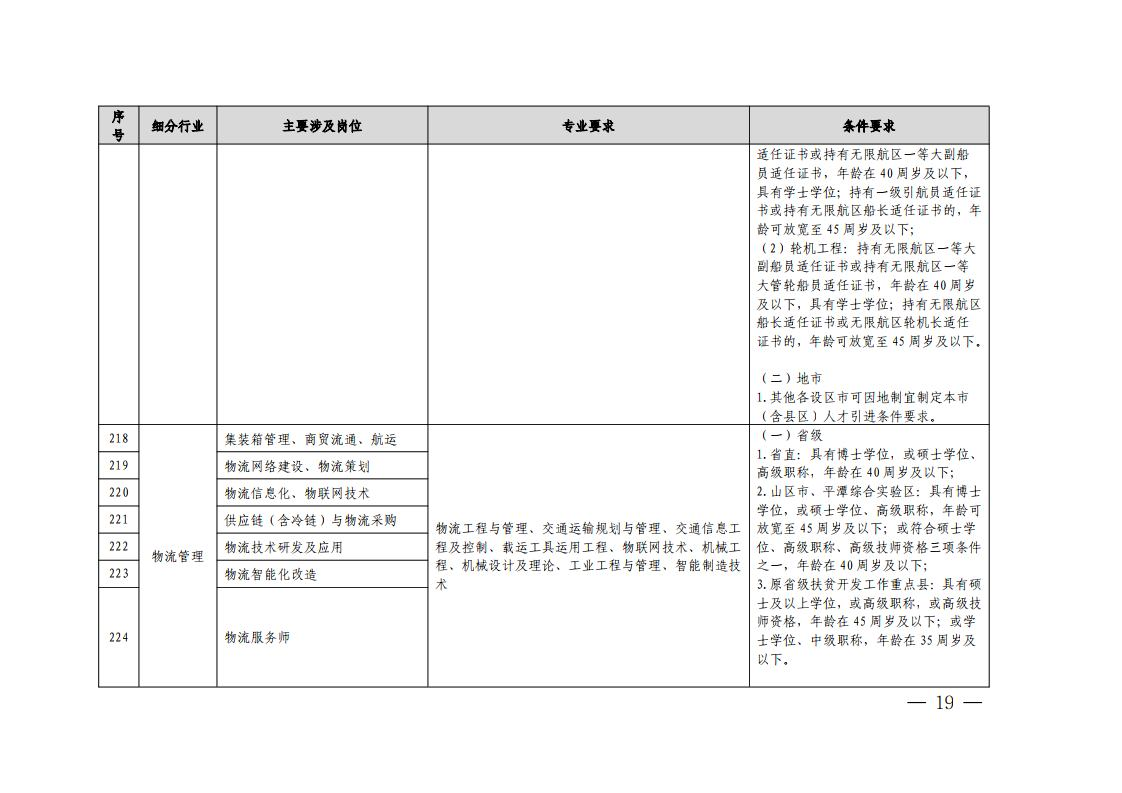 序号
细分行业
主要涉及岗位
专业要求
条件要求
适任证书或持有无限航区一等大副船
员适任证书，年龄在 40 周岁及以下，
具有学士学位；持有一级引航员适任证
书或持有无限航区船长适任证书的，年
龄可放宽至 45 周岁及以下；
（2）轮机工程：持有无限航区一等大
副船员适任证书或持有无限航区一等
大管轮船员适任证书，年龄在 40 周岁
及以下，具有学士学位；持有无限航区
船长适任证书或无限航区轮机长适任
证书的，年龄可放宽至 45 周岁及以下。
（二）地市
1.其他各设区市可因地制宜制定本市
（含县区）人才引进条件要求。
218
集装箱管理、商贸流通、航运
219
物流网络建设、物流策划
220
物流信息化、物联网技术
221
供应链（含冷链）与物流采购
222
物流技术研发及应用
223
物流智能化改造
224
物流服务师
物流管理
物流工程与管理、交通运输规划与管理、交通信息工
程及控制、载运工具运用工程、物联网技术、机械工
程、机械设计及理论、工业工程与管理、智能制造技
术
（一）省级
1.省直：具有博士学位，或硕士学位、
高级职称，年龄在 40 周岁及以下；
2.山区市、平潭综合实验区：具有博士
学位，或硕士学位、高级职称，年龄可
放宽至 45 周岁及以下；或符合硕士学
位、高级职称、高级技师资格三项条件
之一，年龄在 40 周岁及以下；
3.原省级扶贫开发工作重点县：具有硕
士及以上学位，或高级职称，或高级技
师资格，年龄在 45 周岁及以下；或学
士学位、中级职称，年龄在 35 周岁及
以下。
— 19 —